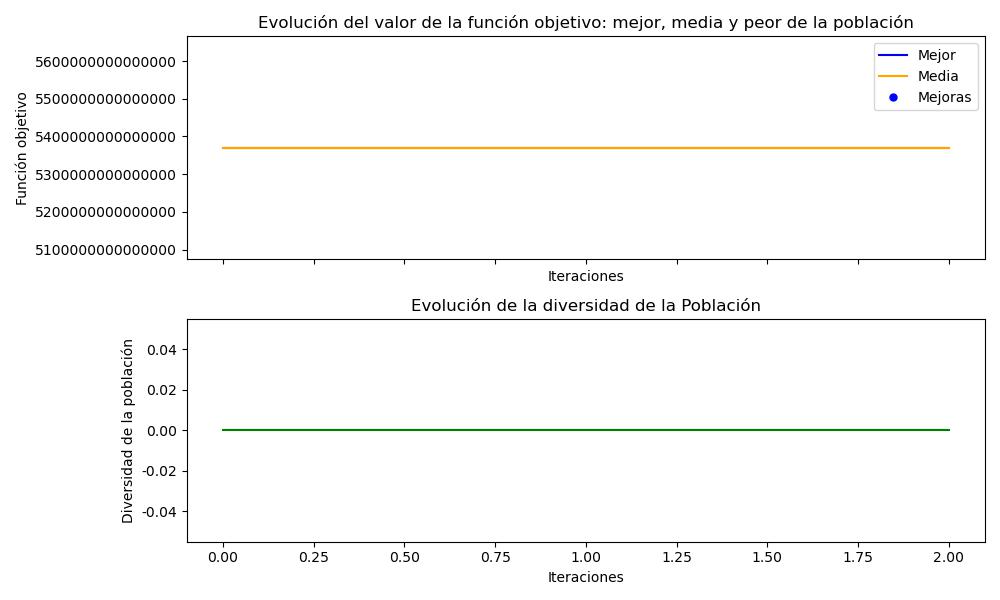 Evolución del valor de la función objetivo: mejor, media y peor de la población
Función objetivo
5600000000000000
5500000000000000
5400000000000000
5300000000000000
5200000000000000
5100000000000000
Mejor
Media
Mejoras
Iteraciones
Evolución de la diversidad de la Población
Diversidad de la población
0.04
0.02
0.00
-0.02
-0.04
0.00 0.25 0.50 0.75 1.00 1.25 1.50 1.75 2.00
Iteraciones